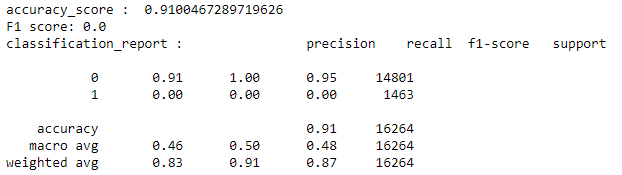 accuracy_score :  0.9100467289719626
F1 score: 0.0
classification_report :                precision    recall  f1-score   support
           0       0.91      1.00      0.95     14801
           1       0.00      0.00      0.00      1463
    accuracy                           0.91     16264
   macro avg       0.46      0.50      0.48     16264
weighted avg       0.83      0.91      0.87     16264